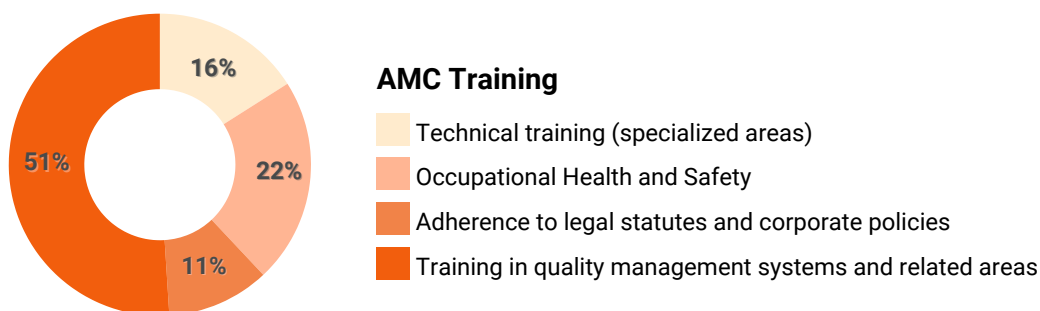 16%
51%
22%
11%
AMC Training
Technical training (specialized areas)
Occupational Health and Safety
Adherence to legal statutes and corporate policies
Training in quality management systems and related areas